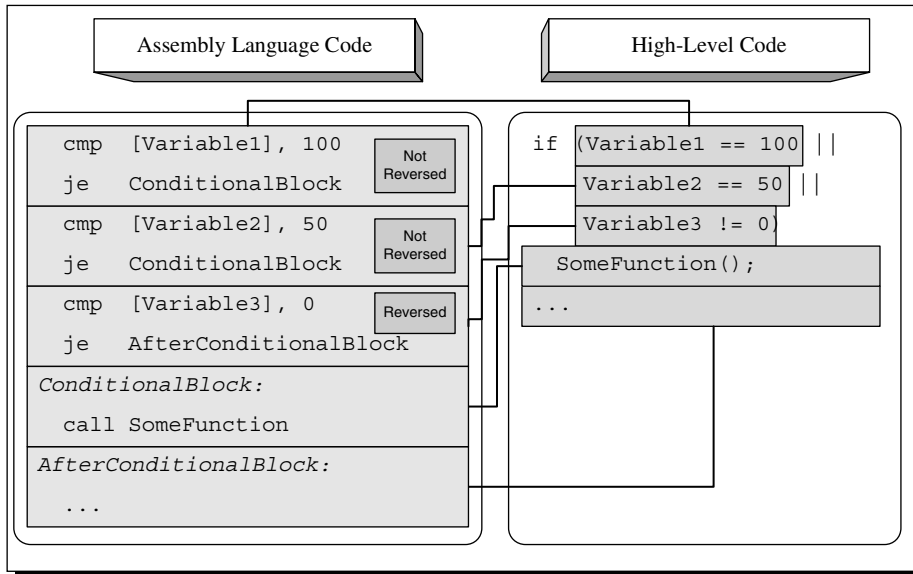 Assembly Language Code
High-Level Code
cmp [Variable1], 100
Not
Reversed
je ConditionalBlock
cmp [Variable2], 50
Not
Reversed
je ConditionalBlock
cmp [Variable3], 0
Reversed
je AfterConditionalBlock
ConditionalBlock:
call SomeFunction
AfterConditionalBlock:
...
if (Variable1 == 100 ||
Variable2 == 50 ||
Variable3 != 0)
SomeFunction();
...